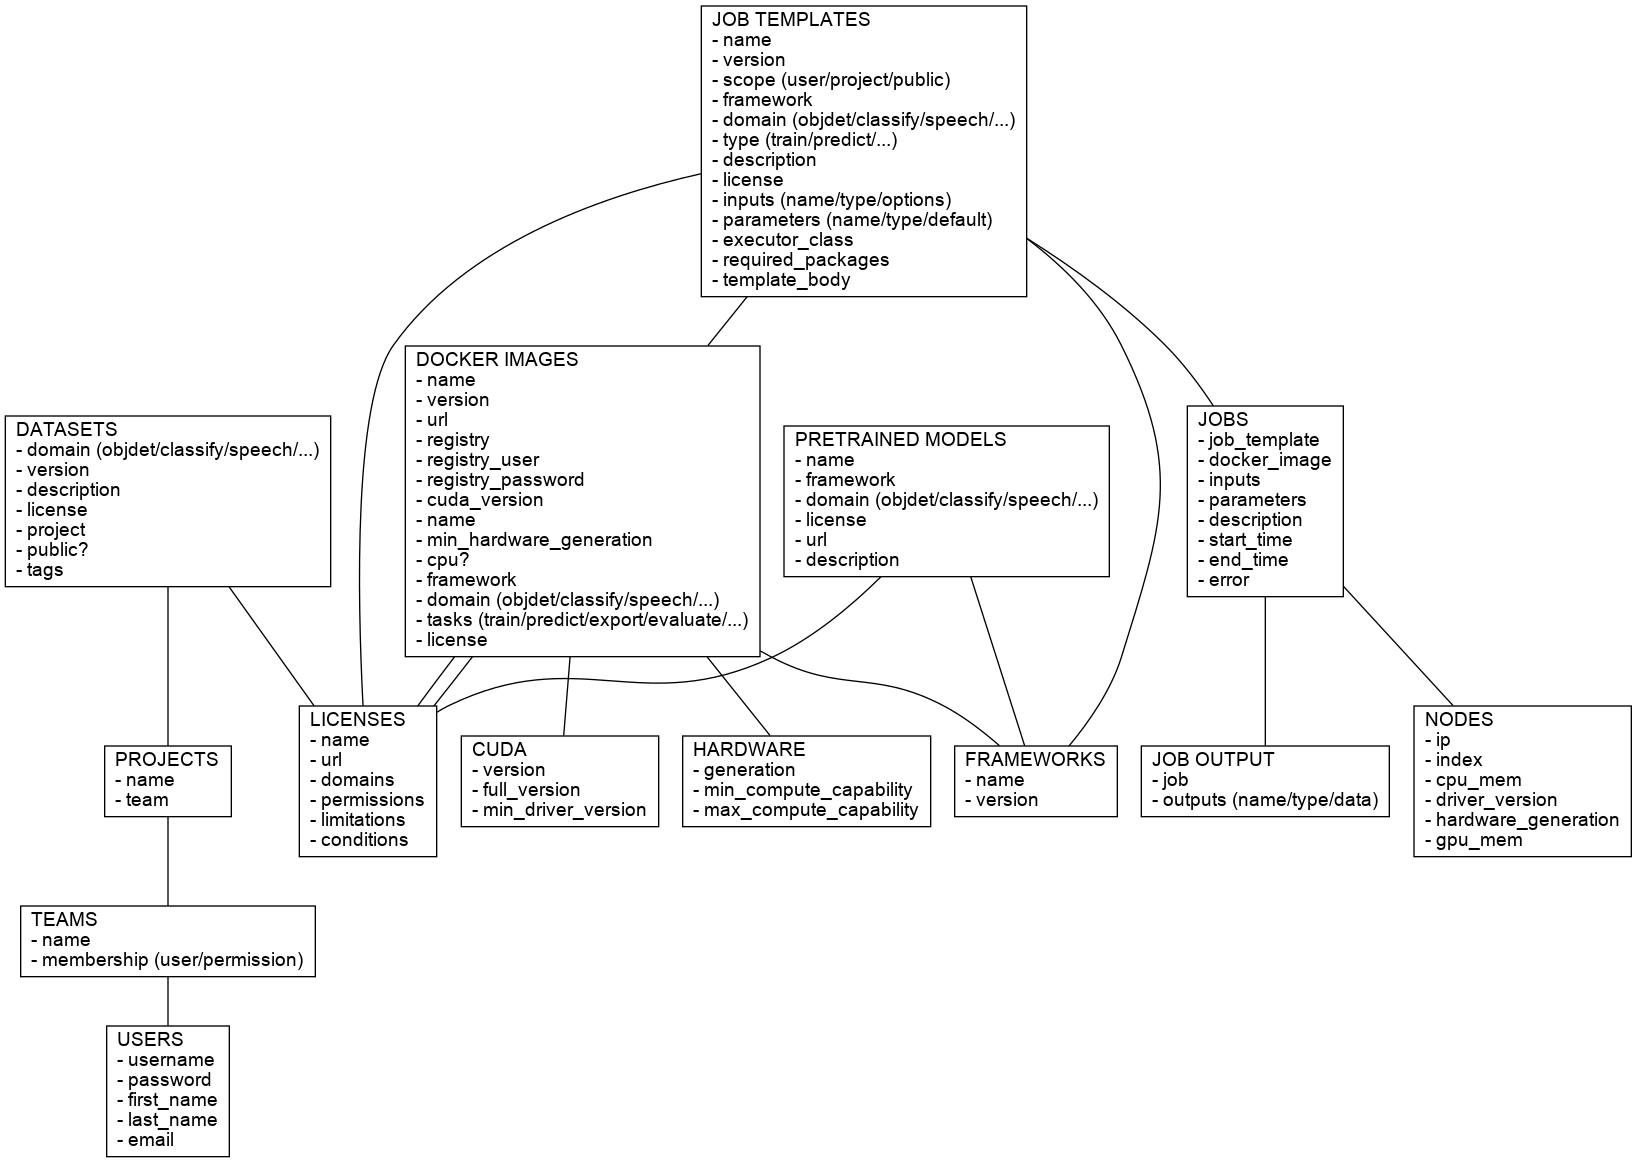 JOB TEMPLATES
- name
- version
- scope (user/project/public)
- framework
- domain (objdet/classify/speech/...)
- type (train/predict/...)
- description
- license
- inputs (name/type/options)
- parameters (name/type/default)
- executor_class
- required_packages
- template_body
DOCKER IMAGES
- name
- version
- url
- registry
- registry_user
- registry_password
- cuda_version
- name
- min_hardware_generation
- cpu?
- framework
- domain (objdet/classify/speech/...)
- tasks (train/predict/export/evaluate/...)
- license
DATASETS
- domain (objdet/classify/speech/...)
- version
- description
- license
- project
- public?
- tags
PRETRAINED MODELS
- name
- framework
- domain (objdet/classify/speech/...)
- license
- url
- description
JOBS
- job_template
- docker_image
- inputs
- parameters
- description
- start_time
- end_time
- error
PROJECTS
- name
- team
LICENSES
- name
- url
- domains
- permissions
- limitations
- conditions
CUDA
- version
- full_version
- min_driver_version
HARDWARE
- generation
- min_compute_capability
- max_compute_capability
FRAMEWORKS
- name
- version
JOB OUTPUT
- job
- outputs (name/type/data)
NODES
- ip
- index
- cpu_mem
- driver_version
- hardware_generation
- gpu_mem
TEAMS
- name
- membership (user/permission)
USERS
- username
- password
- first_name
- last_name
- email